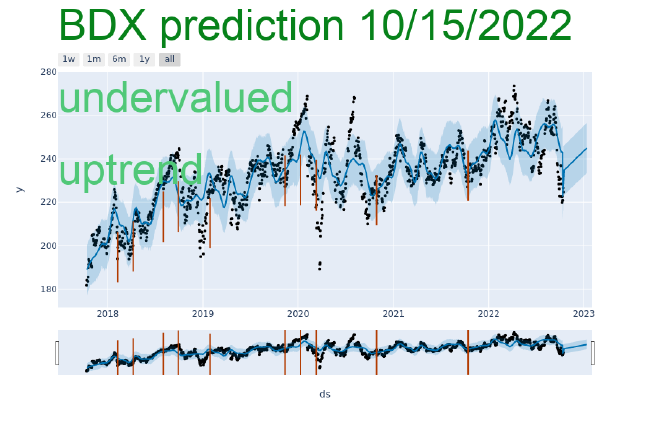 BDX prediction 10/15/2022
1w 1m 6m 1y all
280
undervalued
260
240
uptrend
y
220
200
180
2018 2019 2020 2021 2022 2023
ds